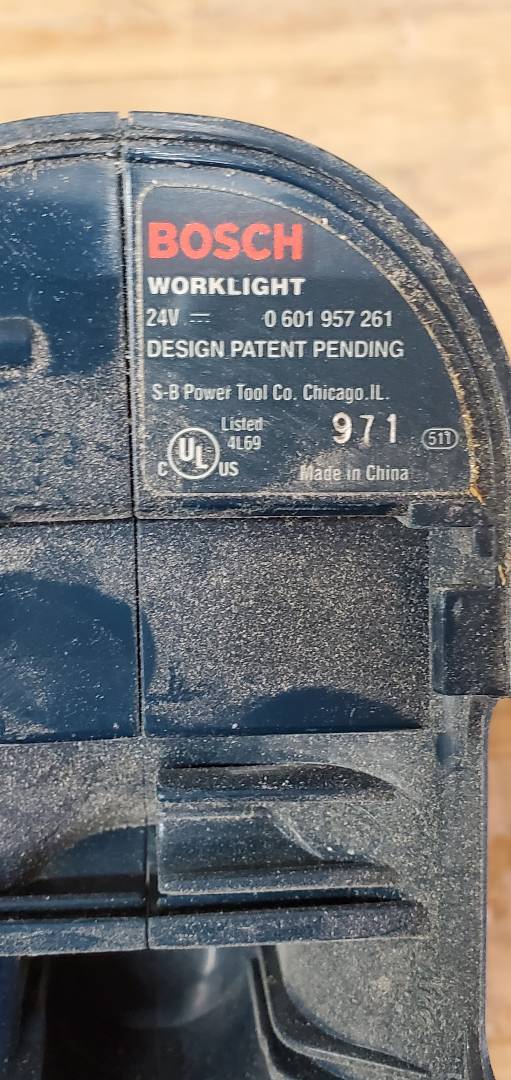 BOSCH
WORKLIGHT
24V ⎓ 0 601 957 261
DESIGN PATENT PENDING
S-B Power Tool Co. Chicago.IL.
Listed
4L69
971
511
C UL US
Made in China